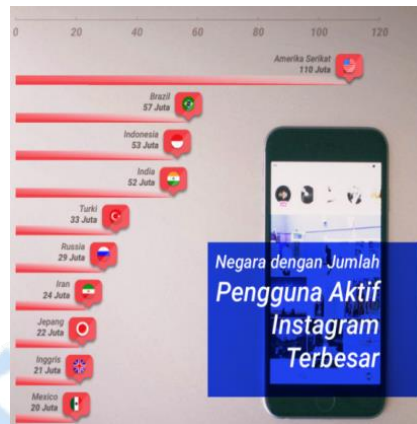 0 20 40 60 80 100 120
Amerika Serikat
110 Juta
Brazil
57 Juta
Indonesia
53 Juta
India
52 Juta
Turki
33 Juta
Russia
29 Juta
Iran
24 Juta
Jepang
22 Juta
Inggris
21 Juta
Mexico
20 Juta
Negara dengan Jumlah
Pengguna Aktif
Instagram
Terbesar